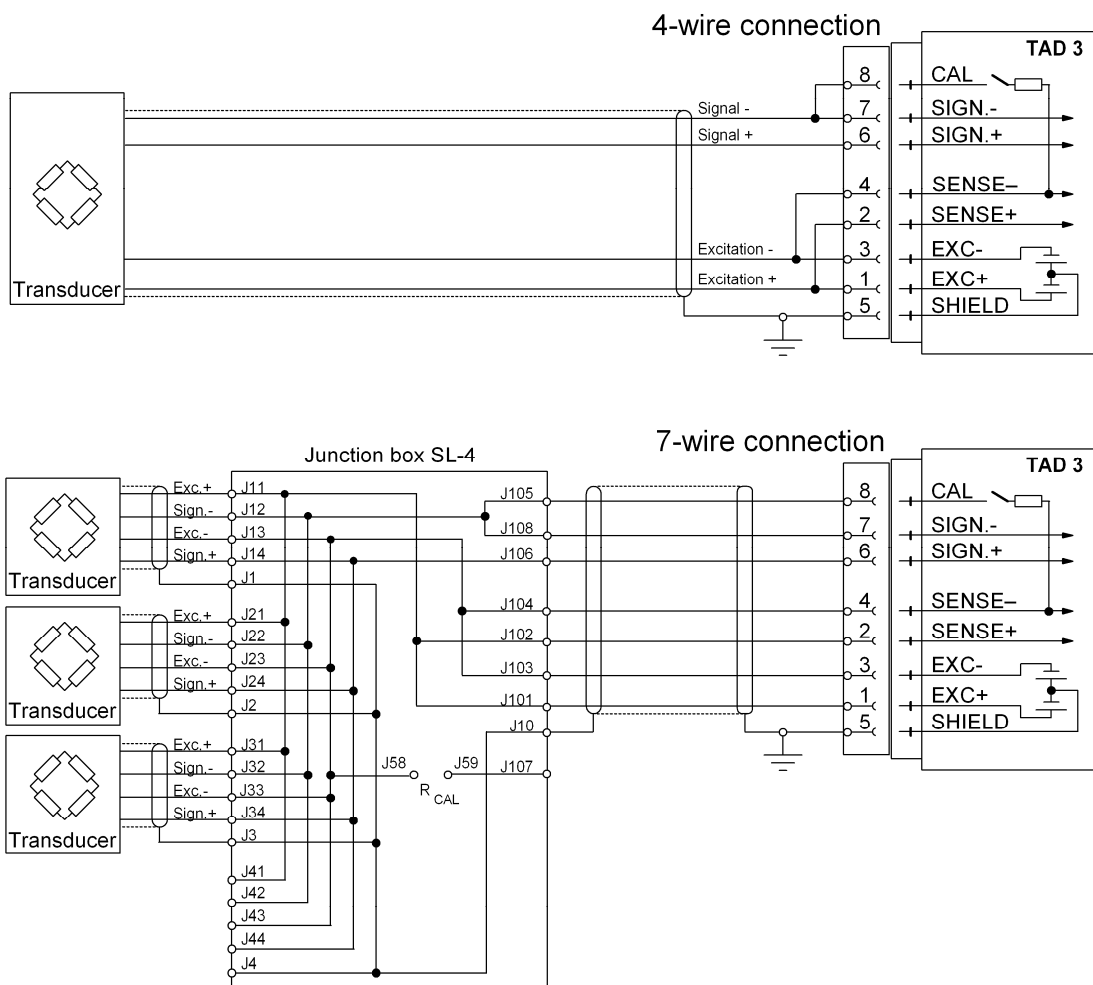 4-wire connection
TAD 3
8 CAL
Signal - 7 SIGN.-
Signal + 6 SIGN.+
4 SENSE–
2 SENSE+
Excitation - 3 EXC-
Transducer Excitation + 1 EXC+
5 SHIELD
7-wire connection
Junction box SL-4
TAD 3
Exc.+ J11 J105 8 CAL
Sign.- J12
Exc.- J13 J108 7 SIGN.-
Sign.+ J14 J106 6 SIGN.+
Transducer J1
J104 4 SENSE–
Exc.+ J21
Sign.- J22 J102 2 SENSE+
Exc.- J23 J103 3 EXC-
Sign.+ J24
Transducer J2 J101 1 EXC+
J10 5 SHIELD
Exc.+ J31
Sign.- J32 J58 J59 J107
Exc.- J33 RCAL
Sign.+ J34
Transducer J3
J41
J42
J43
J44
J4